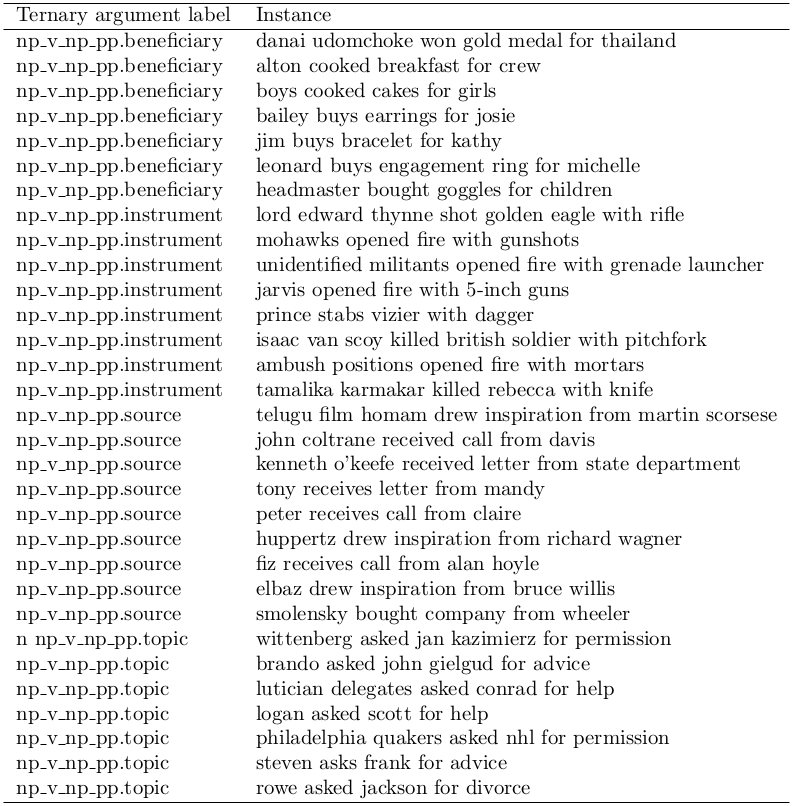 Ternary argument label Instance
np_v_np_pp.beneficiary danai udomchoke won gold medal for thailand
np_v_np_pp.beneficiary alton cooked breakfast for crew
np_v_np_pp.beneficiary boys cooked cakes for girls
np_v_np_pp.beneficiary bailey buys earrings for josie
np_v_np_pp.beneficiary jim buys bracelet for kathy
np_v_np_pp.beneficiary leonard buys engagement ring for michelle
np_v_np_pp.beneficiary headmaster bought goggles for children
np_v_np_pp.instrument lord edward thynne shot golden eagle with rifle
np_v_np_pp.instrument mohawks opened fire with gunshots
np_v_np_pp.instrument unidentified militants opened fire with grenade launcher
np_v_np_pp.instrument jarvis opened fire with 5-inch guns
np_v_np_pp.instrument prince stabs vizier with dagger
np_v_np_pp.instrument isaac van scoy killed british soldier with pitchfork
np_v_np_pp.instrument ambush positions opened fire with mortars
np_v_np_pp.instrument tamalika karmakar killed rebecca with knife
np_v_np_pp.source telugu film homam drew inspiration from martin scorsese
np_v_np_pp.source john coltrane received call from davis
np_v_np_pp.source kenneth o'keefe received letter from state department
np_v_np_pp.source tony receives letter from mandy
np_v_np_pp.source peter receives call from claire
np_v_np_pp.source huppertz drew inspiration from richard wagner
np_v_np_pp.source fiz receives call from alan hoyle
np_v_np_pp.source elbaz drew inspiration from bruce willis
np_v_np_pp.source smolensky bought company from wheeler
n np_v_np_pp.topic wittenberg asked jan kazimierz for permission
np_v_np_pp.topic brando asked john gielgud for advice
np_v_np_pp.topic lutician delegates asked conrad for help
np_v_np_pp.topic logan asked scott for help
np_v_np_pp.topic philadelphia quakers asked nhl for permission
np_v_np_pp.topic steven asks frank for advice
np_v_np_pp.topic rowe asked jackson for divorce